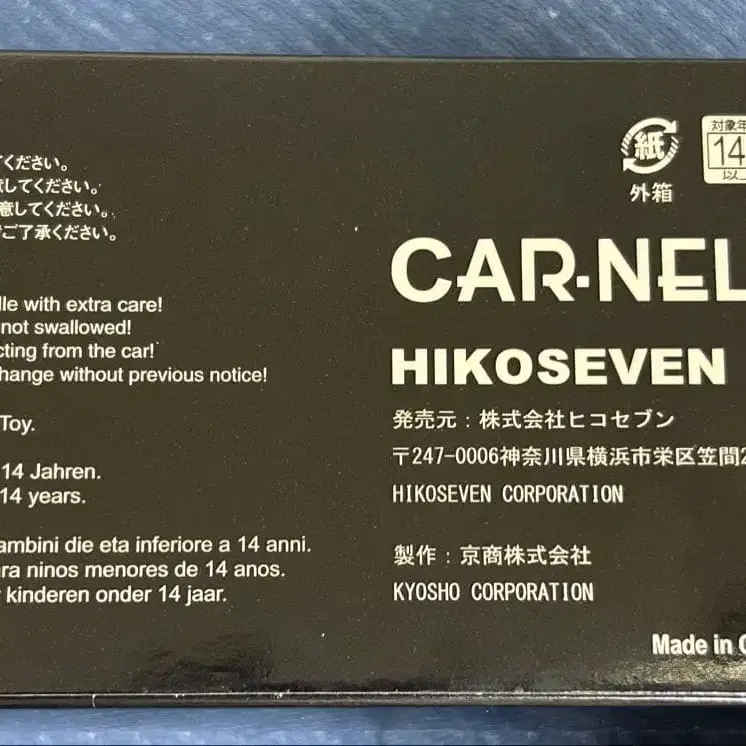 てください。
してください。
意してください。
ご了承ください。
lle with extra care!
not swallowed!
cting from the car!
hange without previous notice!
Toy.
14 Jahren.
14 years.
ambini die eta inferiore a 14 anni.
ra ninos menores de 14 anos.
kinderen onder 14 jaar.
紙
外箱
対象年
14
以上
CAR·NEL
HIKOSEVEN
発売元：株式会社ヒコセブン
〒247-0006神奈川県横浜市栄区笠間2
HIKOSEVEN CORPORATION
製作：京商株式会社
KYOSHO CORPORATION
Made in C